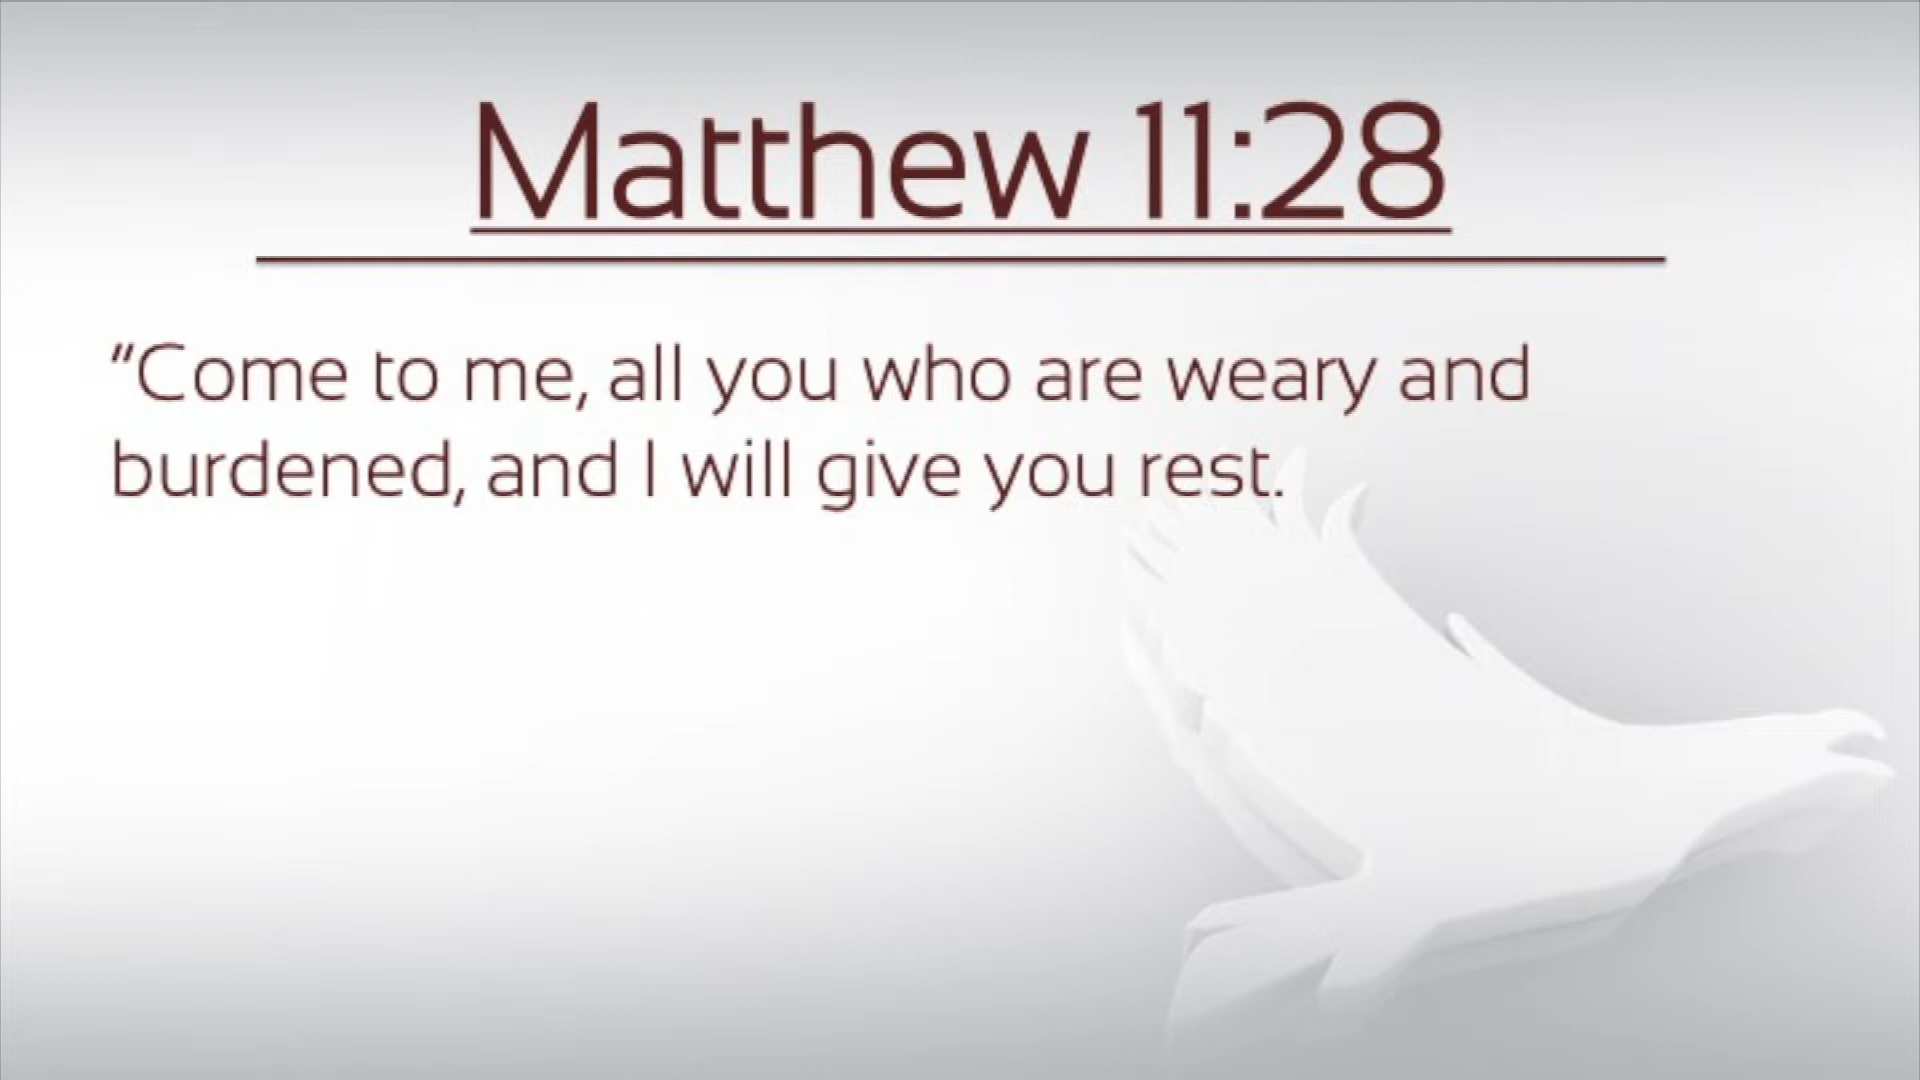 Matthew 11:28
“Come to me, all you who are weary and
burdened, and I will give you rest.